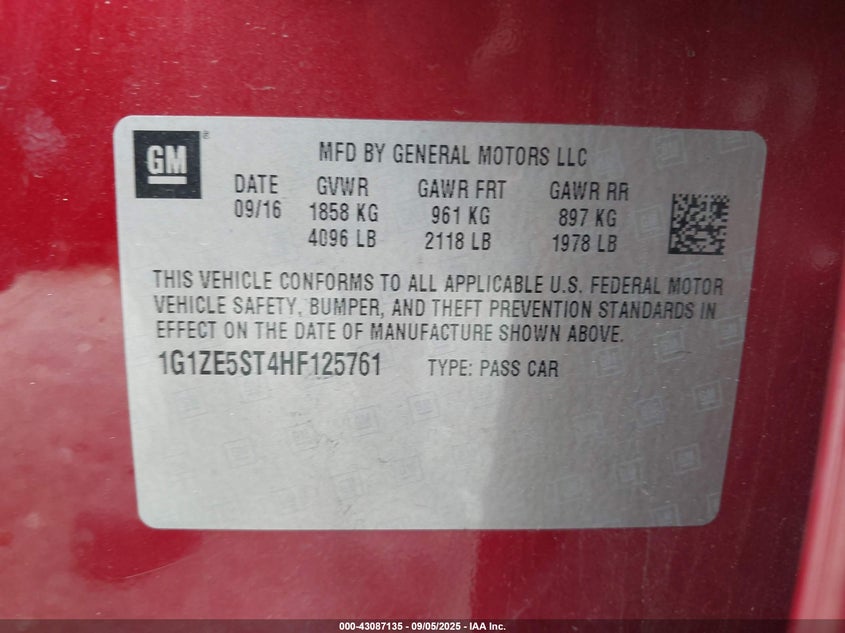 GM
MFD BY GENERAL MOTORS LLC
DATE GVWR GAWR FRT GAWR RR
09/16 1858 KG 961 KG 897 KG
4096 LB 2118 LB 1978 LB
THIS VEHICLE CONFORMS TO ALL APPLICABLE U.S. FEDERAL MOTOR
VEHICLE SAFETY, BUMPER, AND THEFT PREVENTION STANDARDS IN
EFFECT ON THE DATE OF MANUFACTURE SHOWN ABOVE.
1G1ZE5ST4HF125761 TYPE: PASS CAR
000-43087135 - 09/05/2025 - IAA Inc.